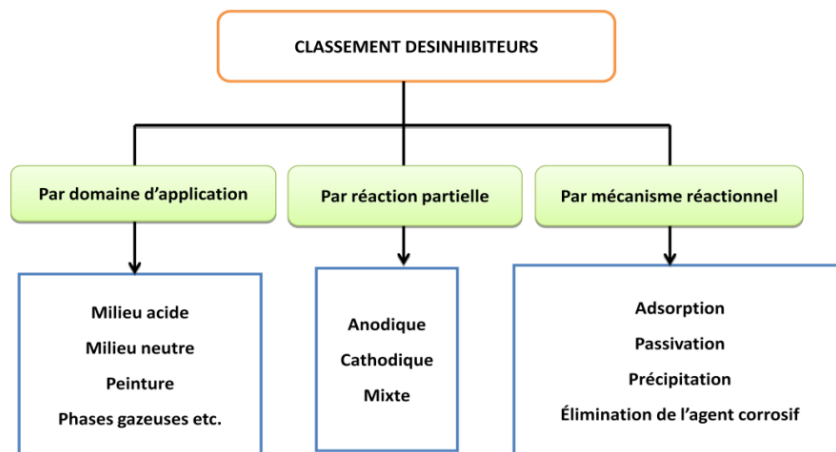 CLASSEMENT DESINHIBITEURS
Par domaine d’application
Par réaction partielle
Par mécanisme réactionnel
Milieu acide
Milieu neutre
Peinture
Phases gazeuses etc.
Anodique
Cathodique
Mixte
Adsorption
Passivation
Précipitation
Élimination de l’agent corrosif